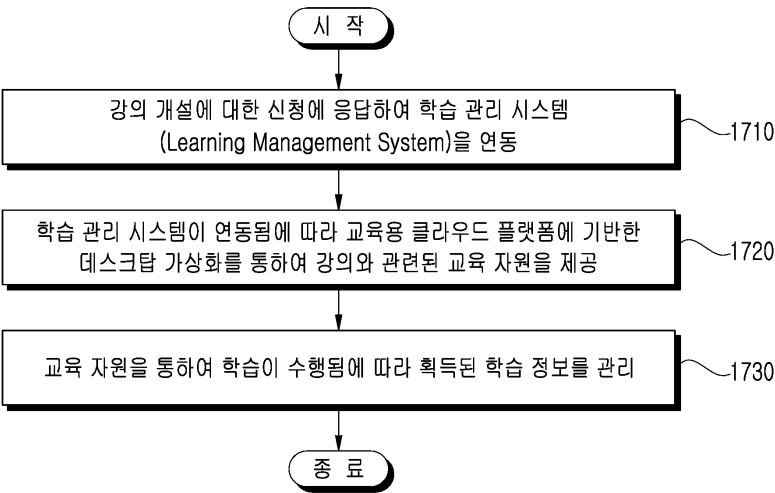 시 작
강의 개설에 대한 신청에 응답하여 학습 관리 시스템
(Learning Management System)을 연동
1710
학습 관리 시스템이 연동됨에 따라 교육용 클라우드 플랫폼에 기반한
데스크탑 가상화를 통하여 강의와 관련된 교육 자원을 제공
1720
교육 자원을 통하여 학습이 수행됨에 따라 획득된 학습 정보를 관리
1730
종 료